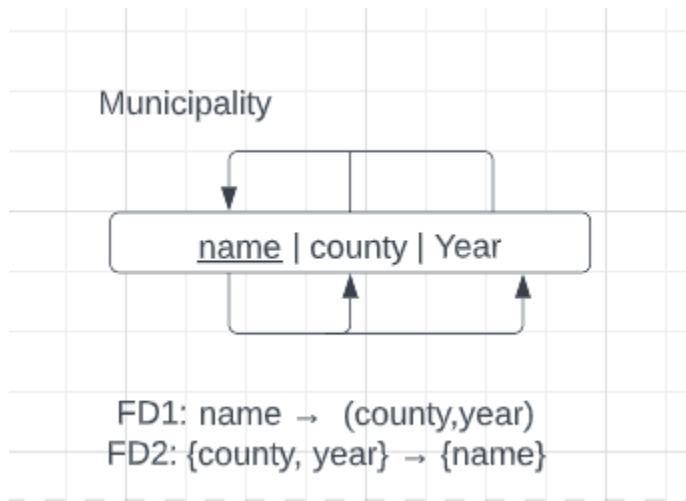 Municipality
name | county | Year
FD1: name → (county,year)
FD2: {county, year} → {name}